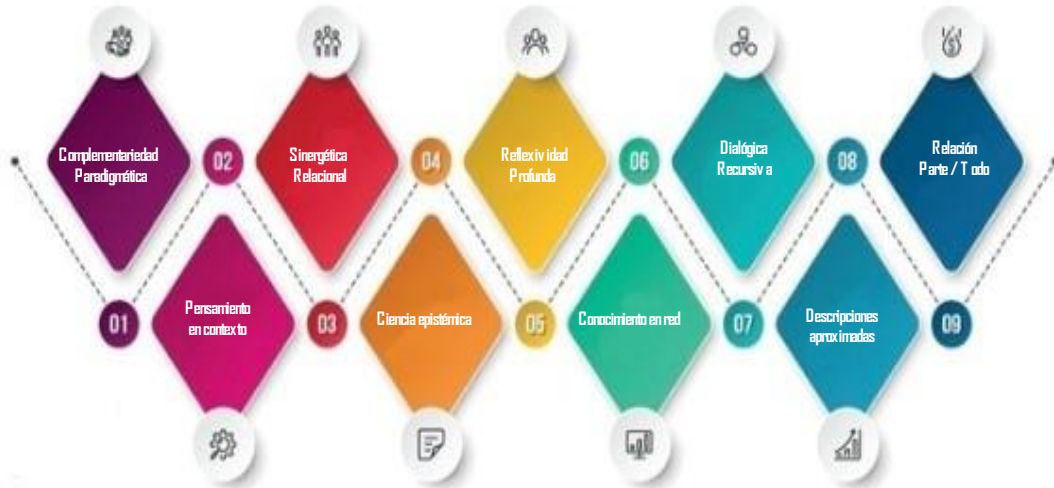 Complementariedad
Paradigmática
01
02
Pensamiento
en contexto
Sinergética
Relacional
03
04
Ciencia epistémica
Reflexividad
Profunda
05
06
Conocimiento en red
Dialógica
Recursiva
07
08
Descripciones
aproximadas
Relación
Parte / Todo
09